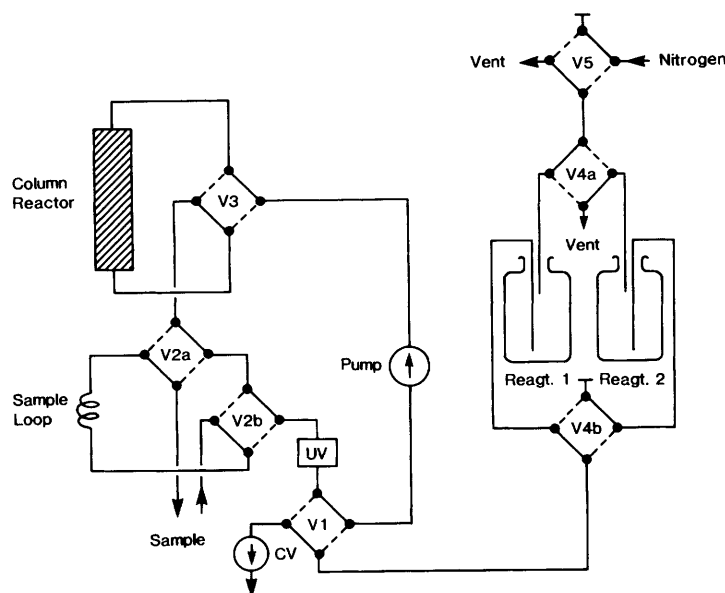 Vent
V5
Nitrogen
V4a
Vent
Column
Reactor
V3
V2a
Pump
Reagt. 1
Reagt. 2
Sample
Loop
V2b
V4b
UV
Sample
V1
CV